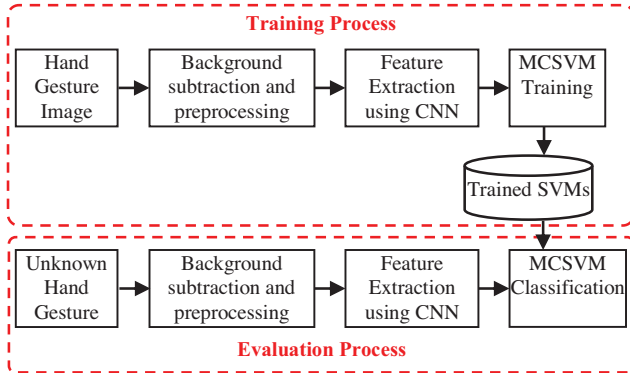 Training Process
Hand
Gesture
Image
Background
subtraction and
preprocessing
Feature
Extraction
using CNN
MCSVM
Training
Trained SVMs
Unknown
Hand
Gesture
Background
subtraction and
preprocessing
Feature
Extraction
using CNN
MCSVM
Classification
Evaluation Process